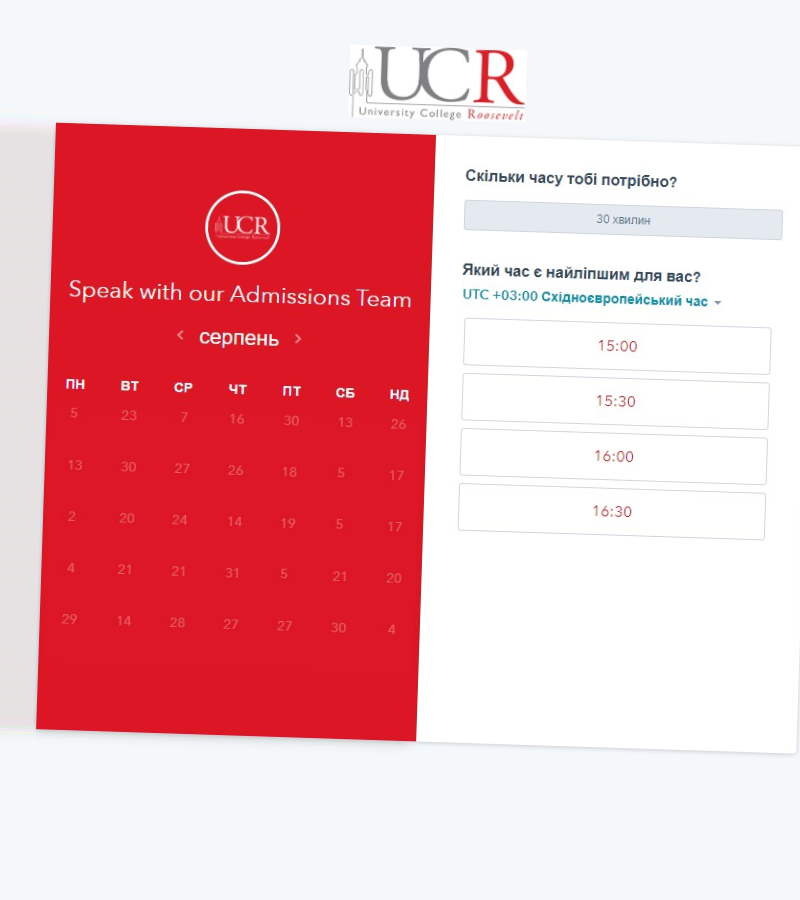 UCR
University College Roosevelt
UCR
Speak with our Admissions Team
серпень
ПН ВТ СР ЧТ ПТ СБ НД
5 23 7 16 30 13 26
13 30 27 26 18 5 17
2 20 24 14 19 5 17
4 21 21 31 5 21 20
29 14 28 27 27 30 4
Скільки часу тобі потрібно?
30 хвилин
Який час є найліпшим для вас?
UTC +03:00 Східноєвропейський час
15:00
15:30
16:00
16:30